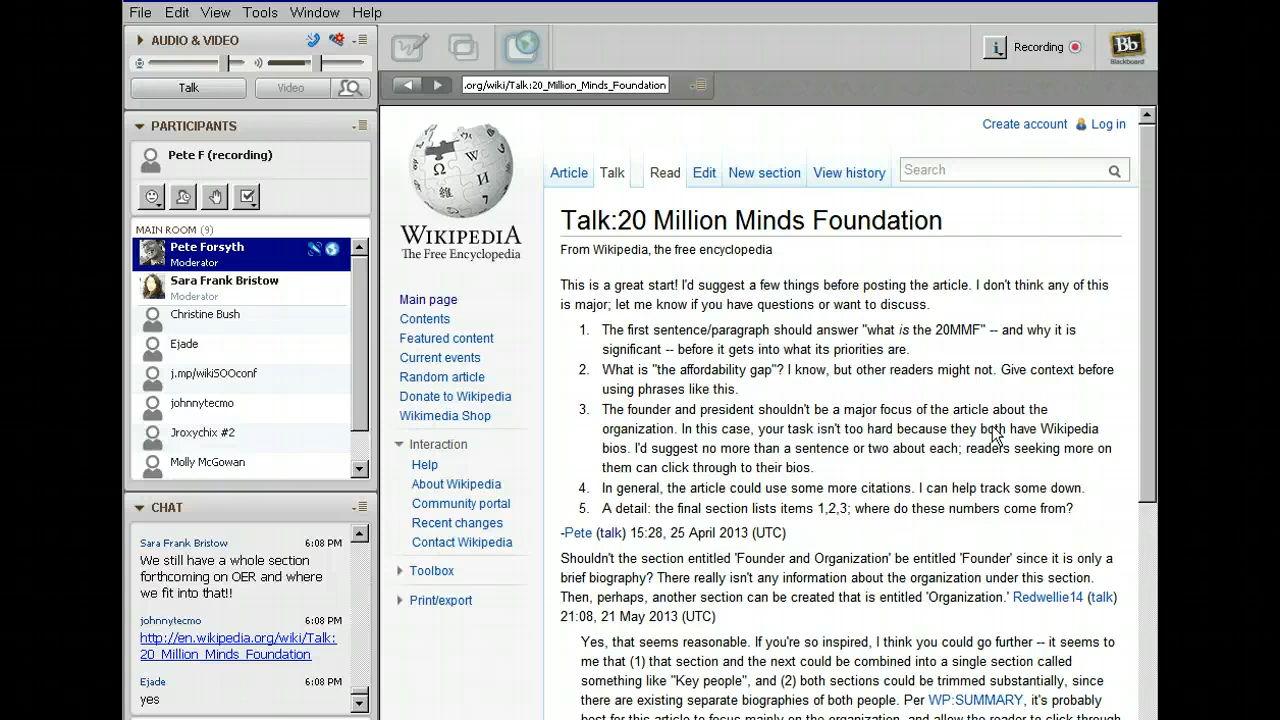 File Edit View Tools Window Help
AUDIO & VIDEO
Talk
Video
PARTICIPANTS
Pete F (recording)
MAIN ROOM (9)
Pete Forsyth
Moderator
Sara Frank Bristow
Moderator
Christine Bush
Ejade
j.mp/wikiSOOconf
johnnytecmo
Jroxychix #2
Molly McGowan
CHAT
Sara Frank Bristow 6:08 PM
We still have a whole section
forthcoming on OER and where
we fit into that!!
johnnytecmo 6:08 PM
http://en.wikipedia.org/wiki/Talk:
20_Million_Minds_Foundation
Ejade 6:08 PM
yes
Recording
Bb
Blackboard
.org/wiki/Talk:20_Million_Minds_Foundation
WIKIPEDIA
The Free Encyclopedia
Main page
Contents
Featured content
Current events
Random article
Donate to Wikipedia
Wikimedia Shop
Interaction
Help
About Wikipedia
Community portal
Recent changes
Contact Wikipedia
Toolbox
Print/export
Create account Log in
Article Talk Read Edit New section View history Search
Talk:20 Million Minds Foundation
From Wikipedia, the free encyclopedia
This is a great start! I'd suggest a few things before posting the article. I don't think any of this
is major; let me know if you have questions or want to discuss.
1. The first sentence/paragraph should answer "what is the 20MMF" -- and why it is
significant -- before it gets into what its priorities are.
2. What is "the affordability gap"? I know, but other readers might not. Give context before
using phrases like this.
3. The founder and president shouldn't be a major focus of the article about the
organization. In this case, your task isn't too hard because they both have Wikipedia
bios. I'd suggest no more than a sentence or two about each; readers seeking more on
them can click through to their bios.
4. In general, the article could use some more citations. I can help track some down.
5. A detail: the final section lists items 1,2,3; where do these numbers come from?
-Pete (talk) 15:28, 25 April 2013 (UTC)
Shouldn't the section entitled 'Founder and Organization' be entitled 'Founder' since it is only a
brief biography? There really isn't any information about the organization under this section.
Then, perhaps, another section can be created that is entitled 'Organization.' Redwellie14 (talk)
21:08, 21 May 2013 (UTC)
Yes, that seems reasonable. If you're so inspired, I think you could go further -- it seems to
me that (1) that section and the next could be combined into a single section called
something like "Key people", and (2) both sections could be trimmed substantially, since
there are existing separate biographies of both people. Per WP:SUMMARY, it's probably
best for this article to focus mainly on the organization, and allow the reader to click through